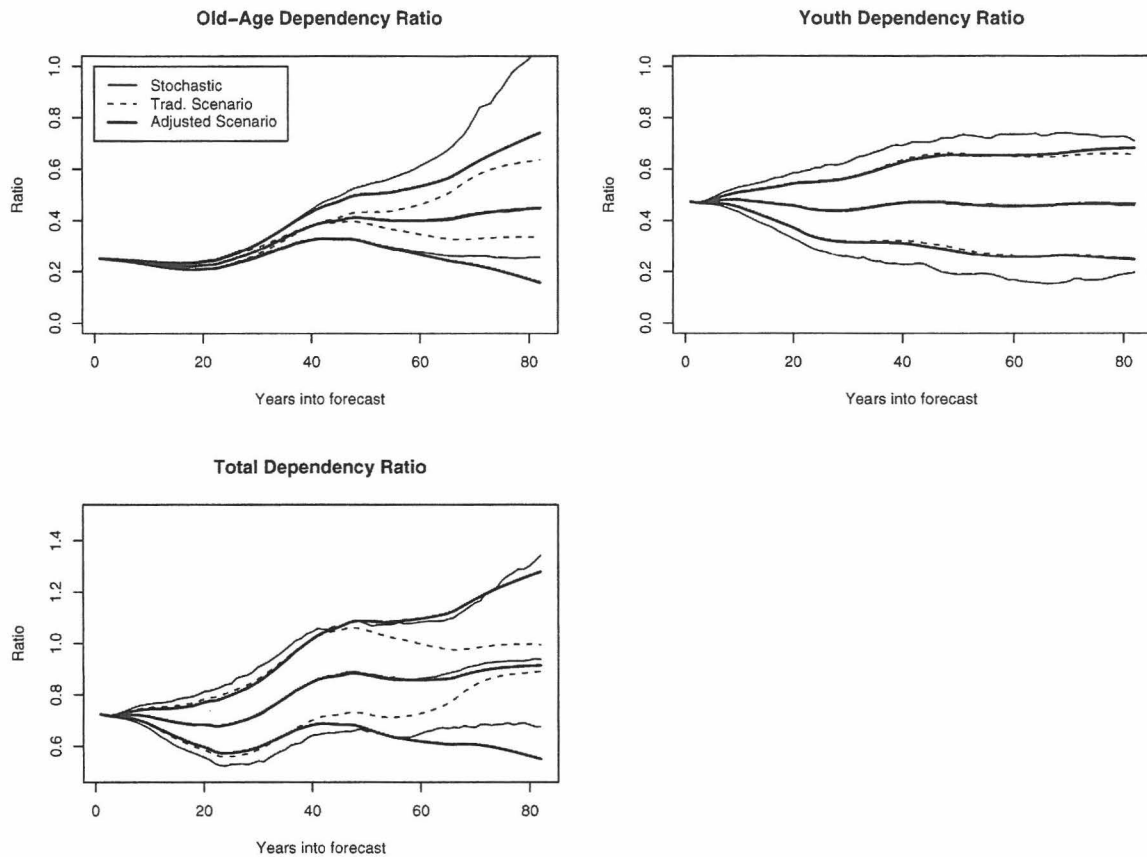 Old-Age Dependency Ratio
Youth Dependency Ratio
Stochastic
Trad. Scenario
Adjusted Scenario
Ratio
0.0
0.2
0.4
0.6
0.8
1.0
0
20
40
60
80
Years into forecast
Ratio
0.0
0.2
0.4
0.6
0.8
1.0
0
20
40
60
80
Years into forecast
Total Dependency Ratio
Ratio
0.6
0.8
1.0
1.2
1.4
0
20
40
60
80
Years into forecast